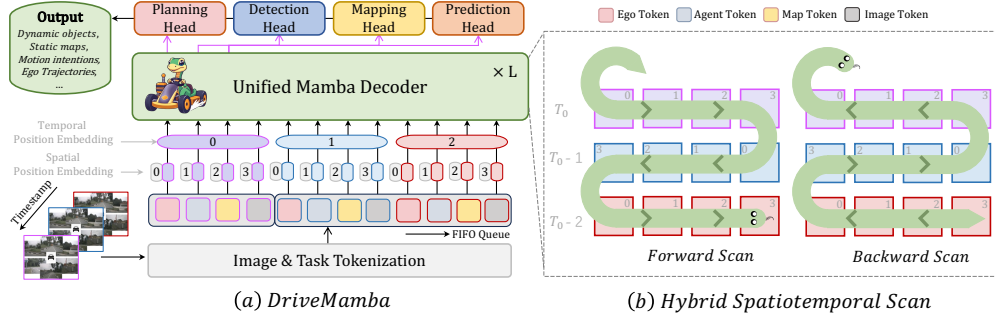 Output
Dynamic objects,
Static maps,
Motion intentions,
Ego Trajectories,
...
Planning
Head
Detection
Head
Mapping
Head
Prediction
Head
Unified Mamba Decoder
× L
Temporal
Position Embedding
0
1
2
Spatial
Position Embedding
0 1 2 3 0 1 2 3 0 1 2 3
Timestamp
FIFO Queue
Image & Task Tokenization
(a) DriveMamba
Ego Token
Agent Token
Map Token
Image Token
T0
0 1 2 3
0 1 2 3
T0 - 1
3 2 1 0
3 2 1 0
T0 - 2
0 1 2 3
0 1 2 3
Forward Scan
Backward Scan
(b) Hybrid Spatiotemporal Scan